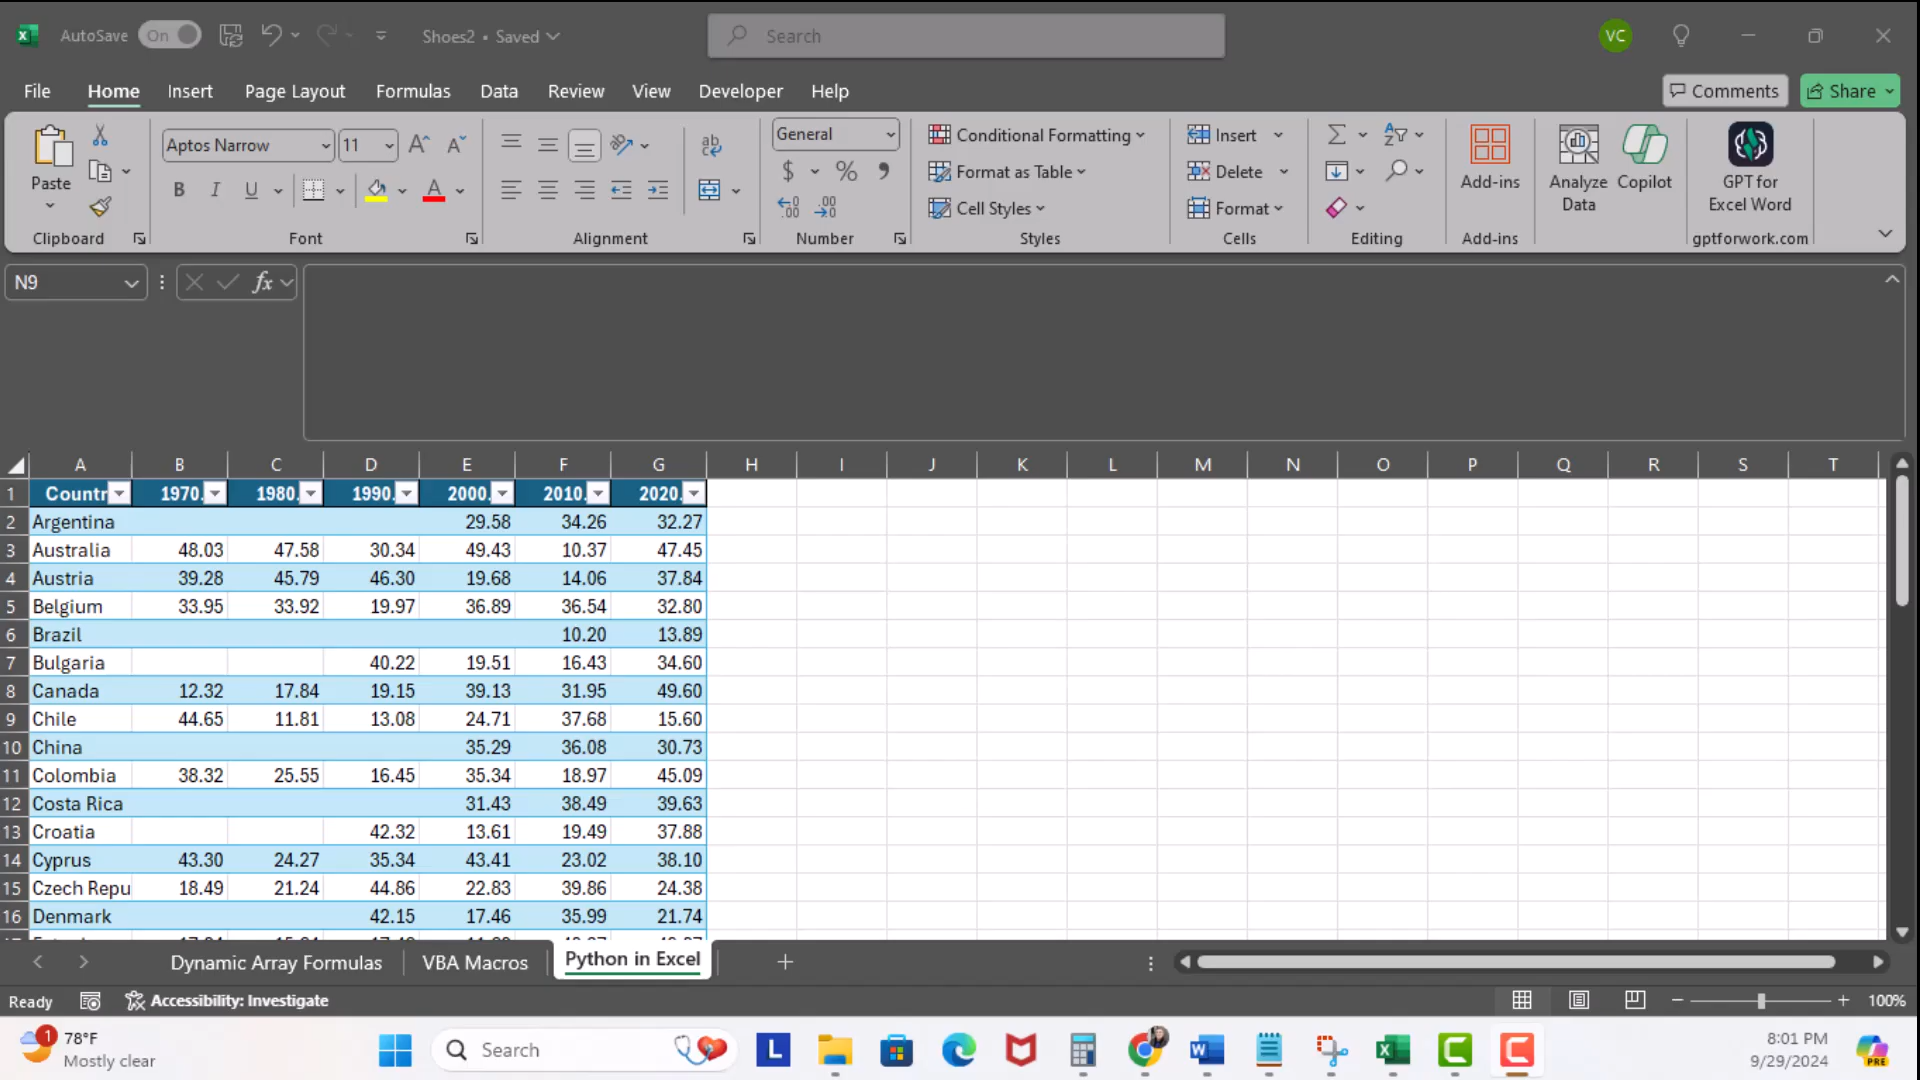 AutoSave On Shoes2 • Saved Search VC
File Home Insert Page Layout Formulas Data Review View Developer Help Comments Share
Paste
Clipboard
Aptos Narrow 11
B I U A
Font
ab
Alignment
General
$ % 9
Number
Conditional Formatting
Format as Table
Cell Styles
Styles
Insert
Delete
Format
Cells
Editing
Add-ins
Add-ins
Analyze Data
Copilot
GPT for Excel Word
gptforwork.com
N9 fx
A B C D E F G H I J K L M N O P Q R S T
1 Countr 1970. 1980. 1990. 2000. 2010. 2020.
2 Argentina 29.58 34.26 32.27
3 Australia 48.03 47.58 30.34 49.43 10.37 47.45
4 Austria 39.28 45.79 46.30 19.68 14.06 37.84
5 Belgium 33.95 33.92 19.97 36.89 36.54 32.80
6 Brazil 10.20 13.89
7 Bulgaria 40.22 19.51 16.43 34.60
8 Canada 12.32 17.84 19.15 39.13 31.95 49.60
9 Chile 44.65 11.81 13.08 24.71 37.68 15.60
10 China 35.29 36.08 30.73
11 Colombia 38.32 25.55 16.45 35.34 18.97 45.09
12 Costa Rica 31.43 38.49 39.63
13 Croatia 42.32 13.61 19.49 37.88
14 Cyprus 43.30 24.27 35.34 43.41 23.02 38.10
15 Czech Repu 18.49 21.24 44.86 22.83 39.86 24.38
16 Denmark 42.15 17.46 35.99 21.74
Dynamic Array Formulas VBA Macros Python in Excel
Ready Accessibility: Investigate 100%
1 78°F
Mostly clear
Search
L
8:01 PM
9/29/2024
PRE